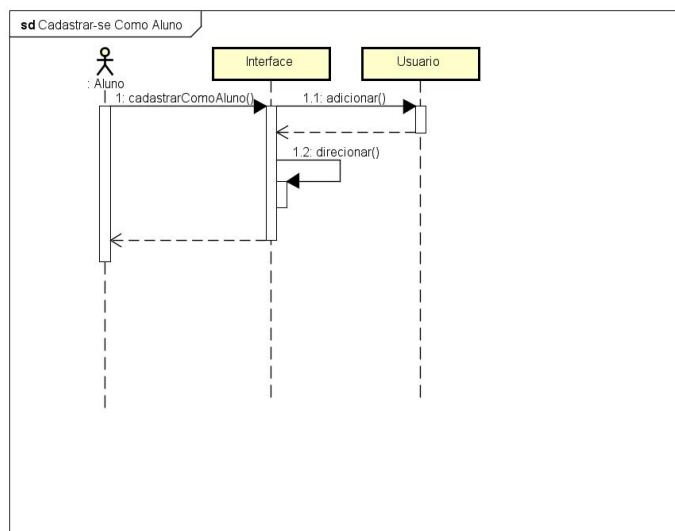 sd Cadastrar-se Como Aluno
Interface
Usuario
: Aluno
1: cadastrarComoAluno()
1.1: adicionar()
1.2: direcionar()